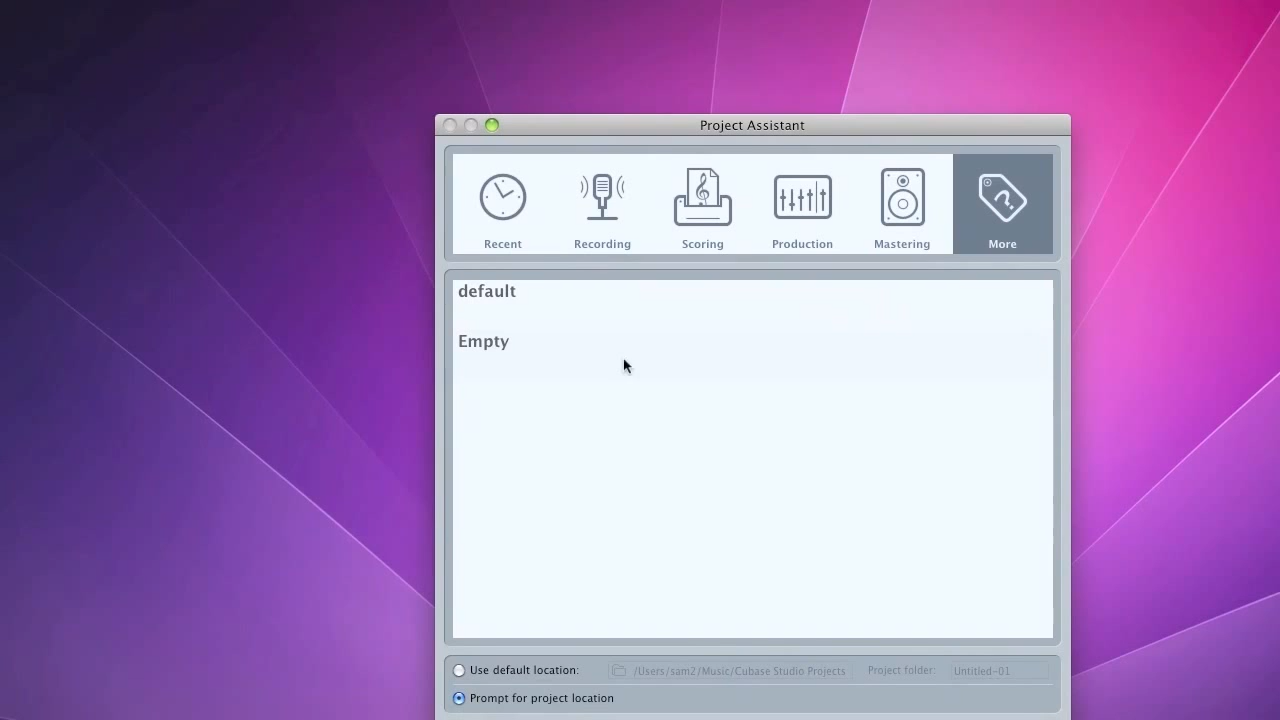 Project Assistant
Recent Recording Scoring Production Mastering More
default
Empty
Use default location: /Users/sam2/Music/Cubase Studio Projects Project folder: Untitled-01
Prompt for project location